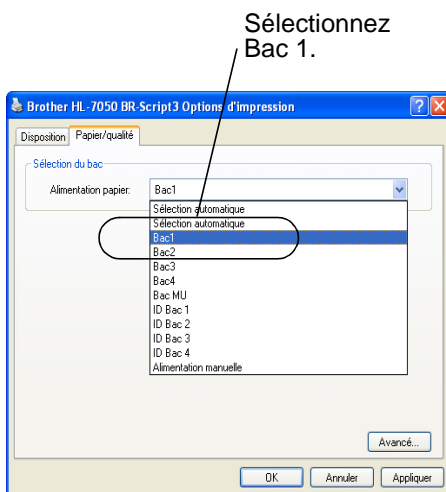 Sélectionnez
Bac 1.
Brother HL-7050 BR-Script3 Options d'impression
Disposition Papier/qualité
Sélection du bac
Alimentation papier: Bac1
Sélection automatique
Sélection automatique
Bac1
Bac2
Bac3
Bac4
Bac MU
ID Bac 1
ID Bac 2
ID Bac 3
ID Bac 4
Alimentation manuelle
Avancé...
OK Annuler Appliquer